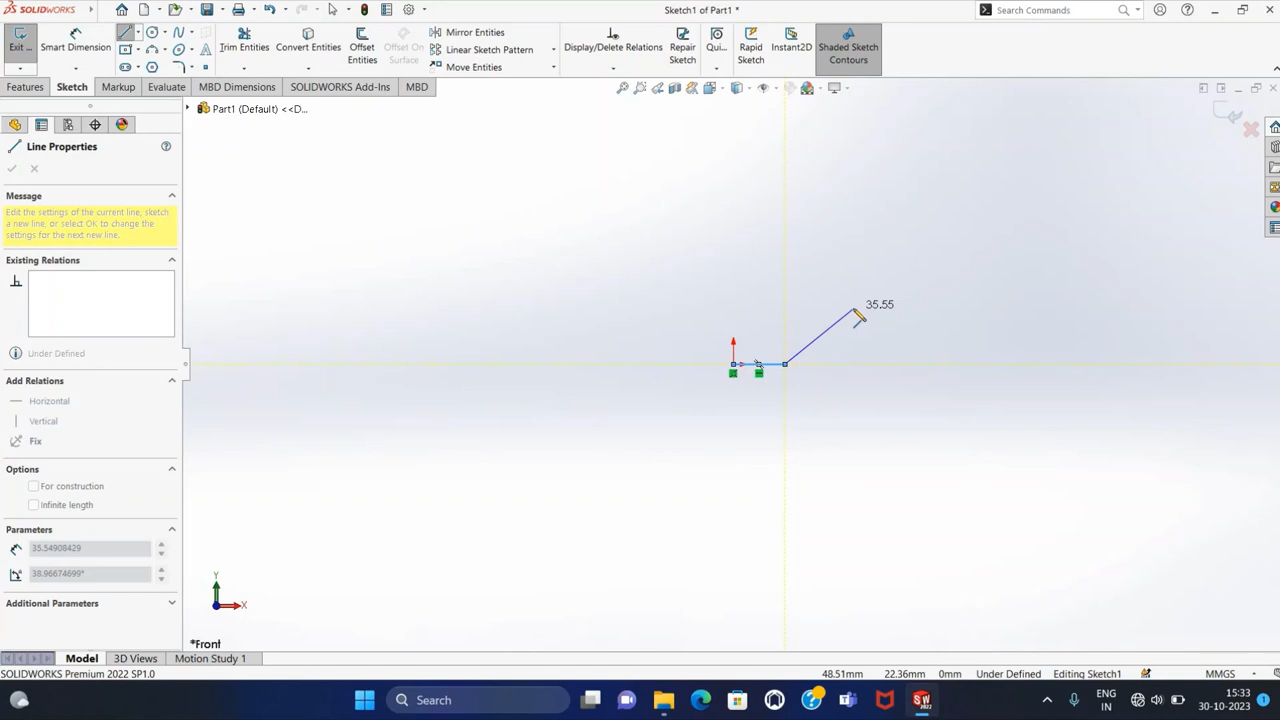 SOLIDWORKS
Sketch1 of Part1 *
Search Commands
Exit ...
Smart Dimension
Trim Entities
Convert Entities
Offset Entities
Offset On Surface
Mirror Entities
Linear Sketch Pattern
Move Entities
Display/Delete Relations
Repair Sketch
Qui...
Rapid Sketch
Instant2D
Shaded Sketch Contours
Features
Sketch
Markup
Evaluate
MBD Dimensions
SOLIDWORKS Add-Ins
MBD
Part1 (Default) <<D...
Line Properties
Message
Edit the settings of the current line, sketch
a new line, or select OK to change the
settings for the next new line.
Existing Relations
Under Defined
Add Relations
Horizontal
Vertical
Fix
Options
For construction
Infinite length
Parameters
35.54908429
38.96674699°
Additional Parameters
35.55
Y
X
*Front
Model
3D Views
Motion Study 1
SOLIDWORKS Premium 2022 SP1.0
48.51mm
22.36mm
0mm
Under Defined
Editing Sketch1
MMGS
Search
SW
2022
ENG
IN
15:33
30-10-2023
1